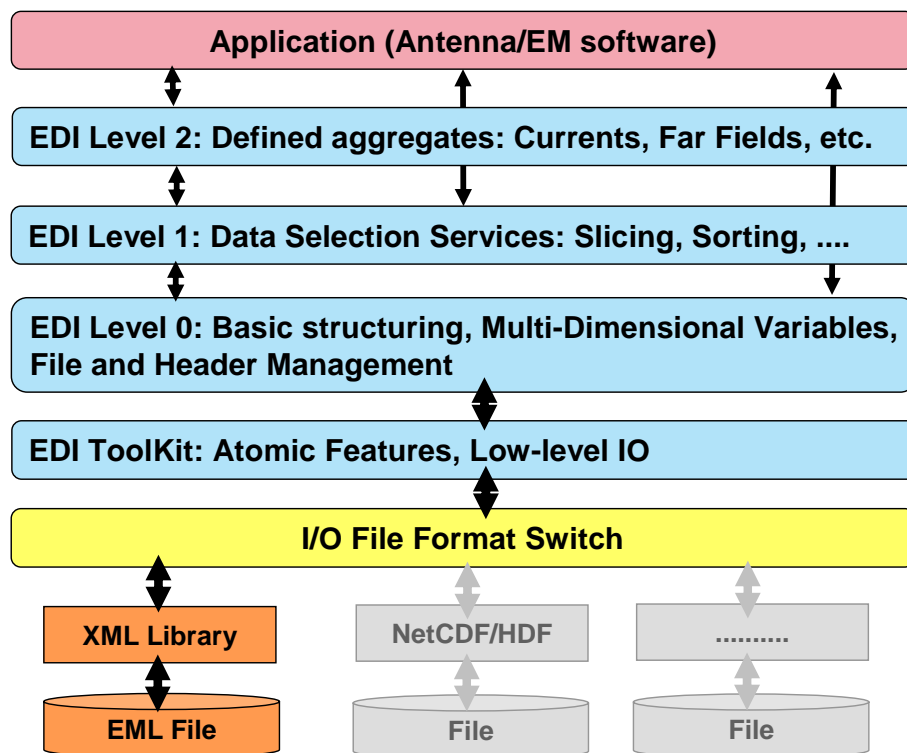 Application (Antenna/EM software)
EDI Level 2: Defined aggregates: Currents, Far Fields, etc.
EDI Level 1: Data Selection Services: Slicing, Sorting, ....
EDI Level 0: Basic structuring, Multi-Dimensional Variables,
File and Header Management
EDI ToolKit: Atomic Features, Low-level IO
I/O File Format Switch
XML Library
NetCDF/HDF
..........
EML File
File
File